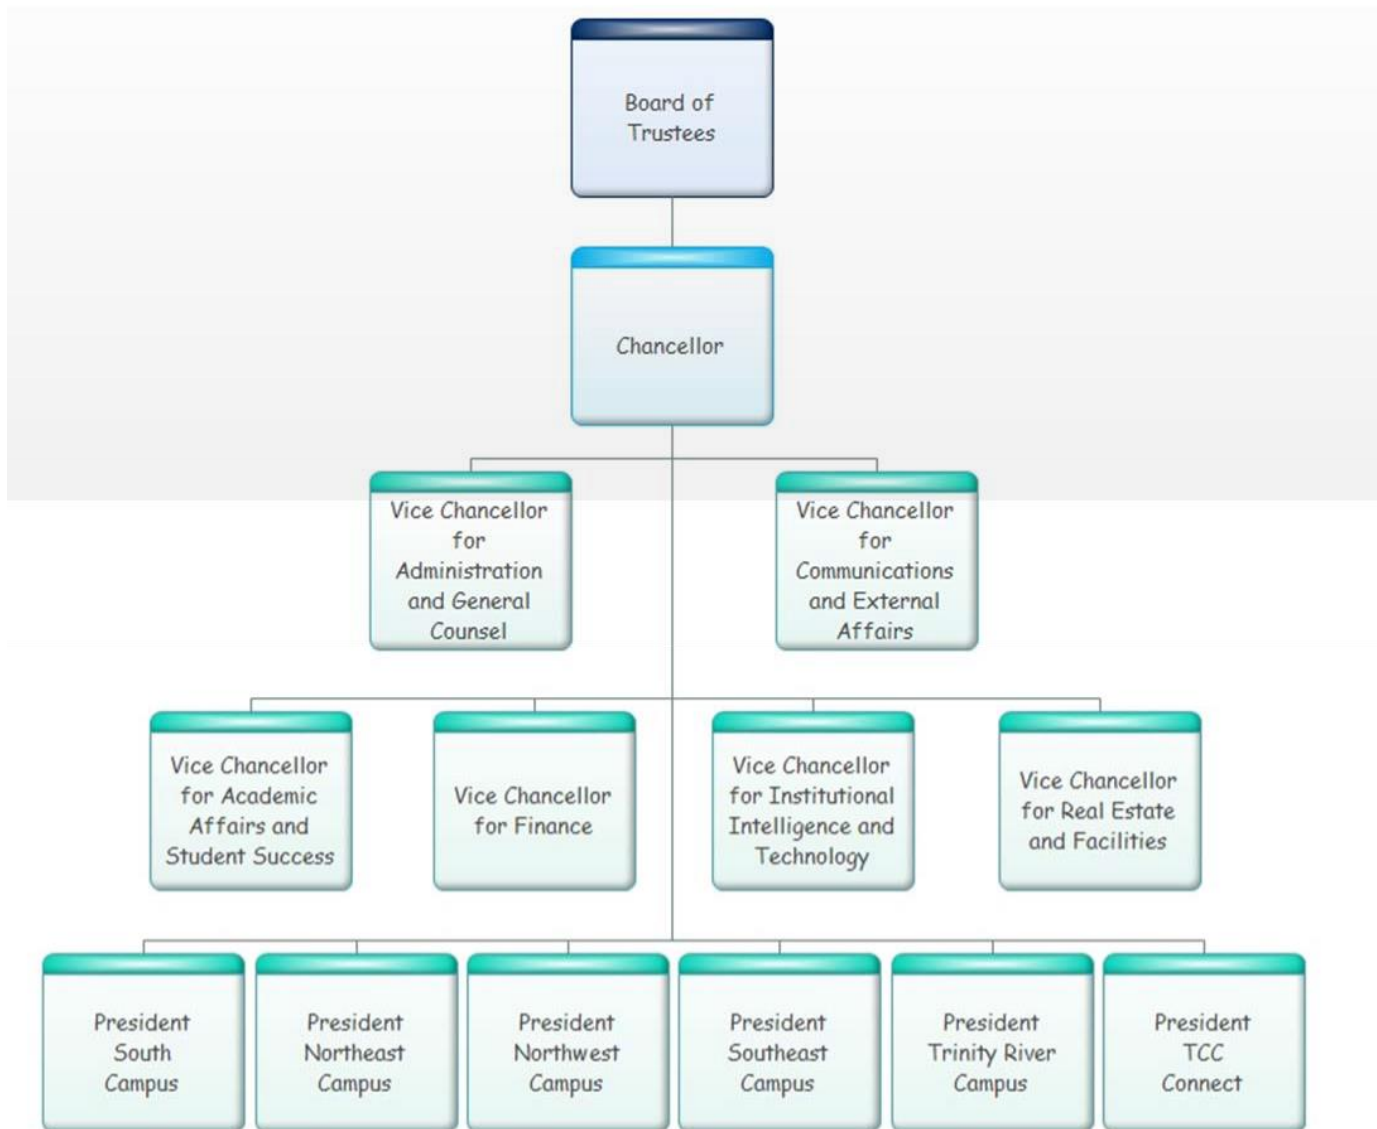 Board of
Trustees
Chancellor
Vice Chancellor
for
Administration
and General
Counsel
Vice Chancellor
for
Communications
and External
Affairs
Vice Chancellor
for Academic
Affairs and
Student Success
Vice Chancellor
for Finance
Vice Chancellor
for Institutional
Intelligence and
Technology
Vice Chancellor
for Real Estate
and Facilities
President
South
Campus
President
Northeast
Campus
President
Northwest
Campus
President
Southeast
Campus
President
Trinity River
Campus
President
TCC
Connect